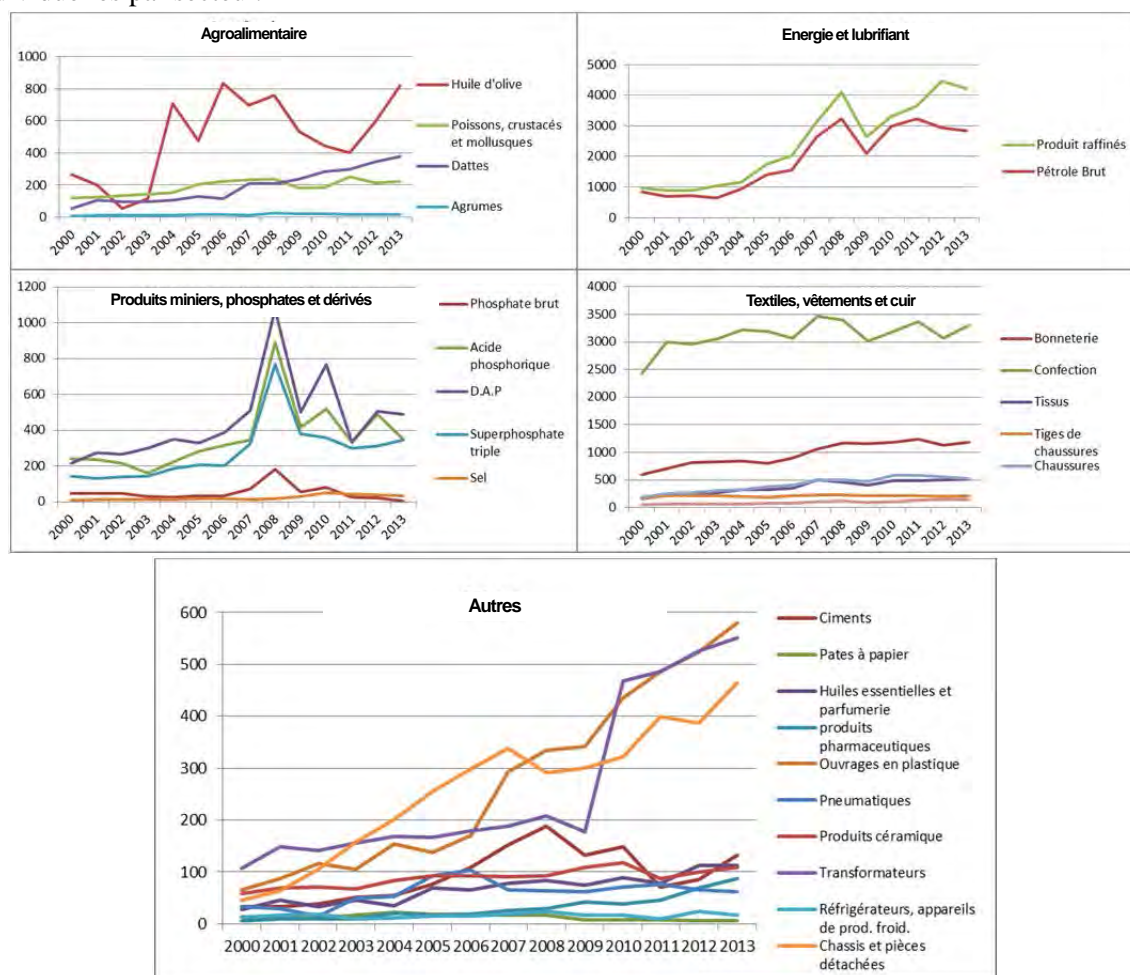 par secteur.
Agroalimentaire
1000
800
600
400
200
0
2000 2001 2002 2003 2004 2005 2006 2007 2008 2009 2010 2011 2012 2013
Huile d'olive
Poissons, crustacés
et mollusques
Dattes
Agrumes
Energie et lubrifiant
5000
4000
3000
2000
1000
0
2000 2001 2002 2003 2004 2005 2006 2007 2008 2009 2010 2011 2012 2013
Produit raffinés
Pétrole Brut
Produits miniers, phosphates et dérivés
1000
800
600
400
200
0
2000 2001 2002 2003 2004 2005 2006 2007 2008 2009 2010 2011 2012 2013
Phosphate brut
Acide
phosphorique
D.A.P
Superphosphate
triple
Sel
Textiles, vêtements et cuir
4000
3500
3000
2500
2000
1500
1000
500
0
2000 2001 2002 2003 2004 2005 2006 2007 2008 2009 2010 2011 2012 2013
Bonneterie
Confection
Tissus
Tiges de
chaussures
Chaussures
Autres
600
500
400
300
200
100
0
2000 2001 2002 2003 2004 2005 2006 2007 2008 2009 2010 2011 2012 2013
Ciments
Pates à papier
Huiles essentielles et
parfumerie
produits
pharmaceutiques
Ouvrages en plastique
Pneumatiques
Produits céramique
Transformateurs
Réfrigérateurs, appareils
de prod. froid.
Chassis et pièces
détachées